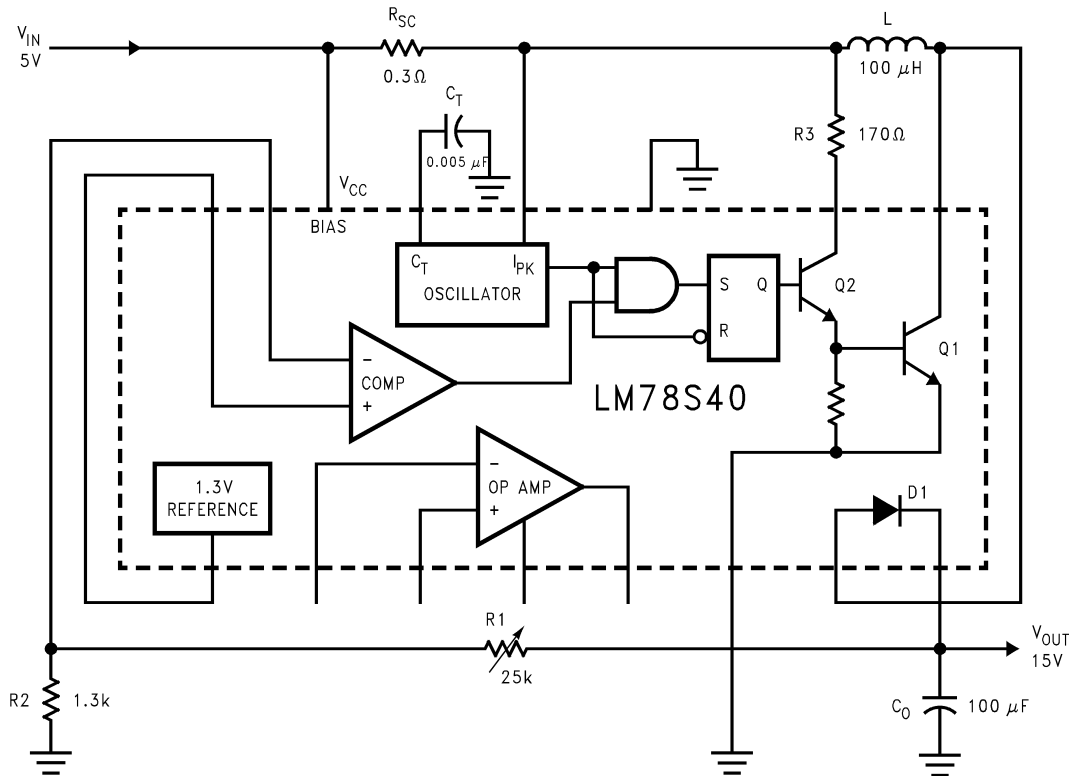 V_IN
5V
R_SC
0.3Ω
L
100 μH
C_T
0.005 μF
R3 170Ω
V_CC
BIAS
C_T I_PK
OSCILLATOR
S Q
R
Q2
Q1
− 
COMP
+
LM78S40
1.3V
REFERENCE
−
OP AMP
+
D1
R1
25k
V_OUT
15V
R2 1.3k
C_O 100 μF